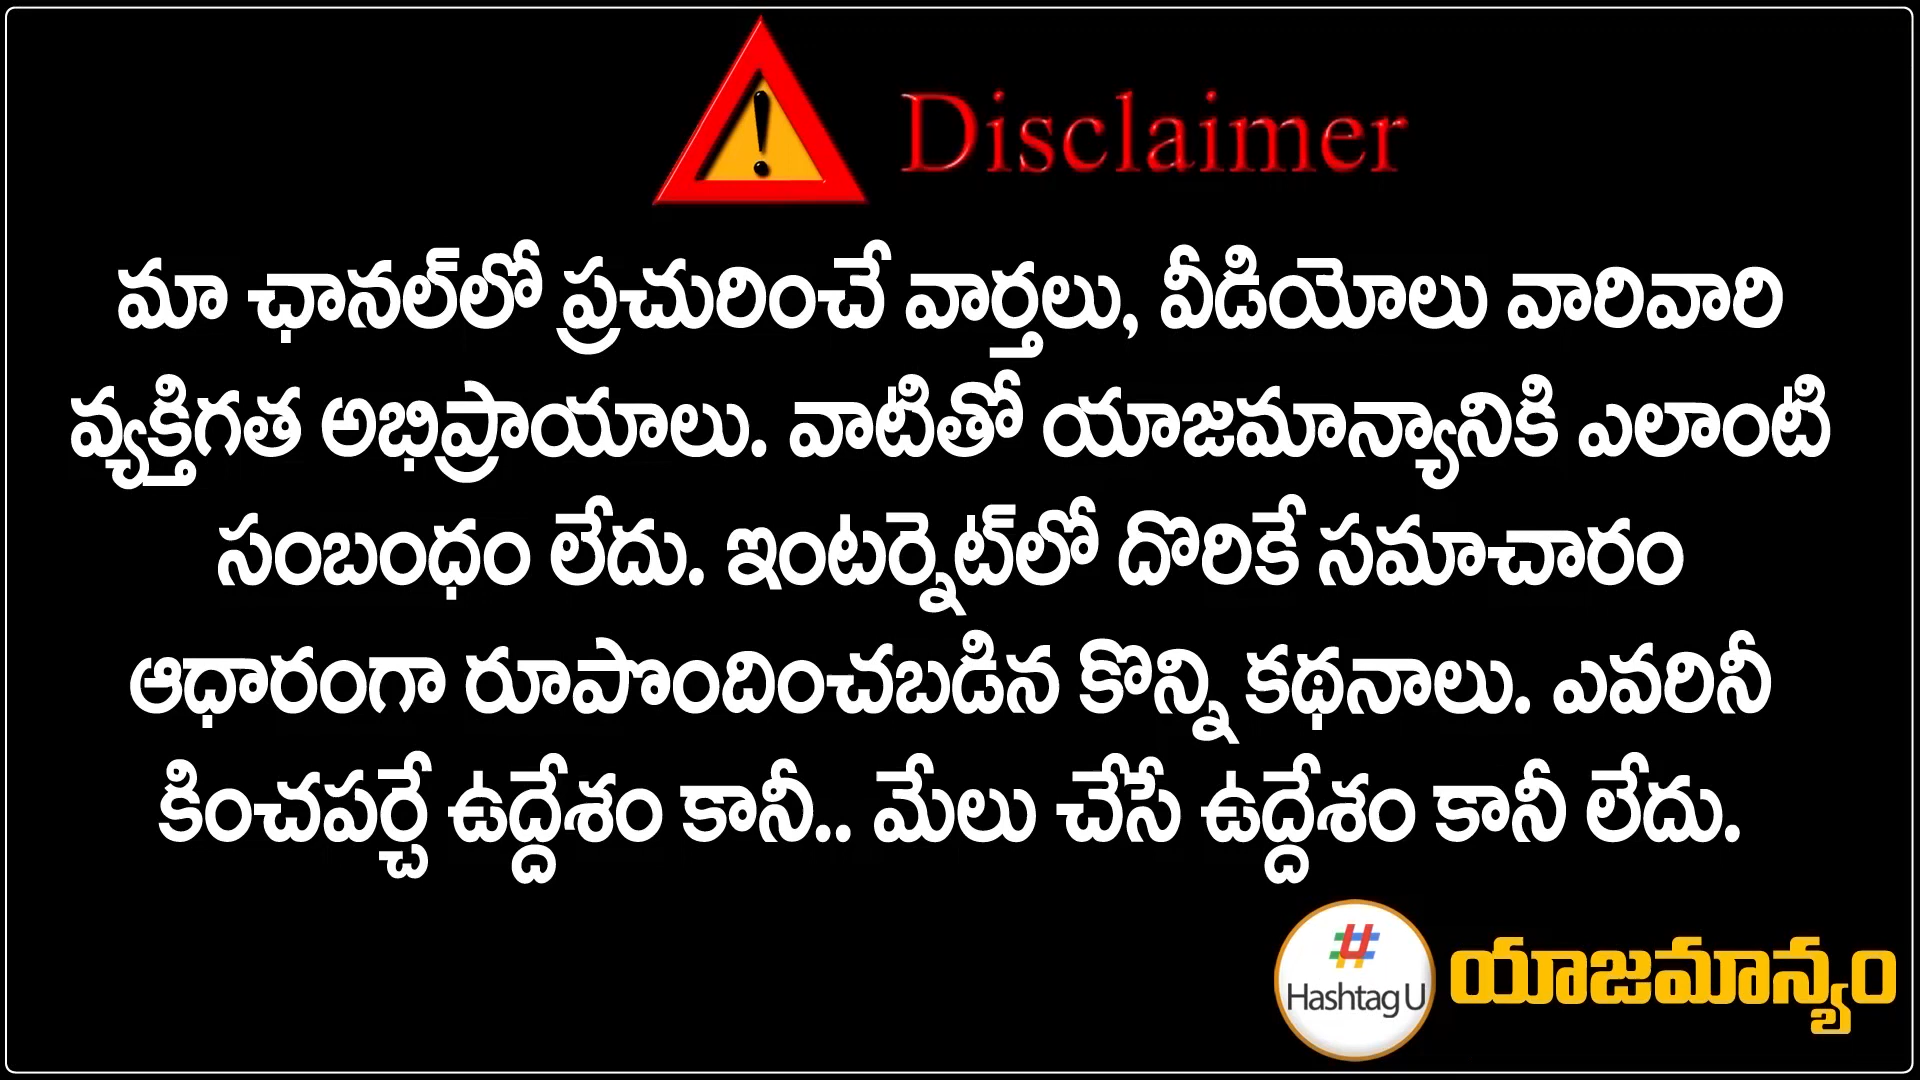 Disclaimer
మా ఛానల్‌లో ప్రచురించే వార్తలు, వీడియోలు వారివారి
వ్యక్తిగత అభిప్రాయాలు. వాటితో యాజమాన్యానికి ఎలాంటి
సంబంధం లేదు. ఇంటర్నెట్‌లో దొరికే సమాచారం
ఆధారంగా రూపొందించబడిన కొన్ని కథనాలు. ఎవరినీ
కించపర్చే ఉద్దేశం కానీ.. మేలు చేసే ఉద్దేశం కానీ లేదు.
#
Hashtag U
యాజమాన్యం